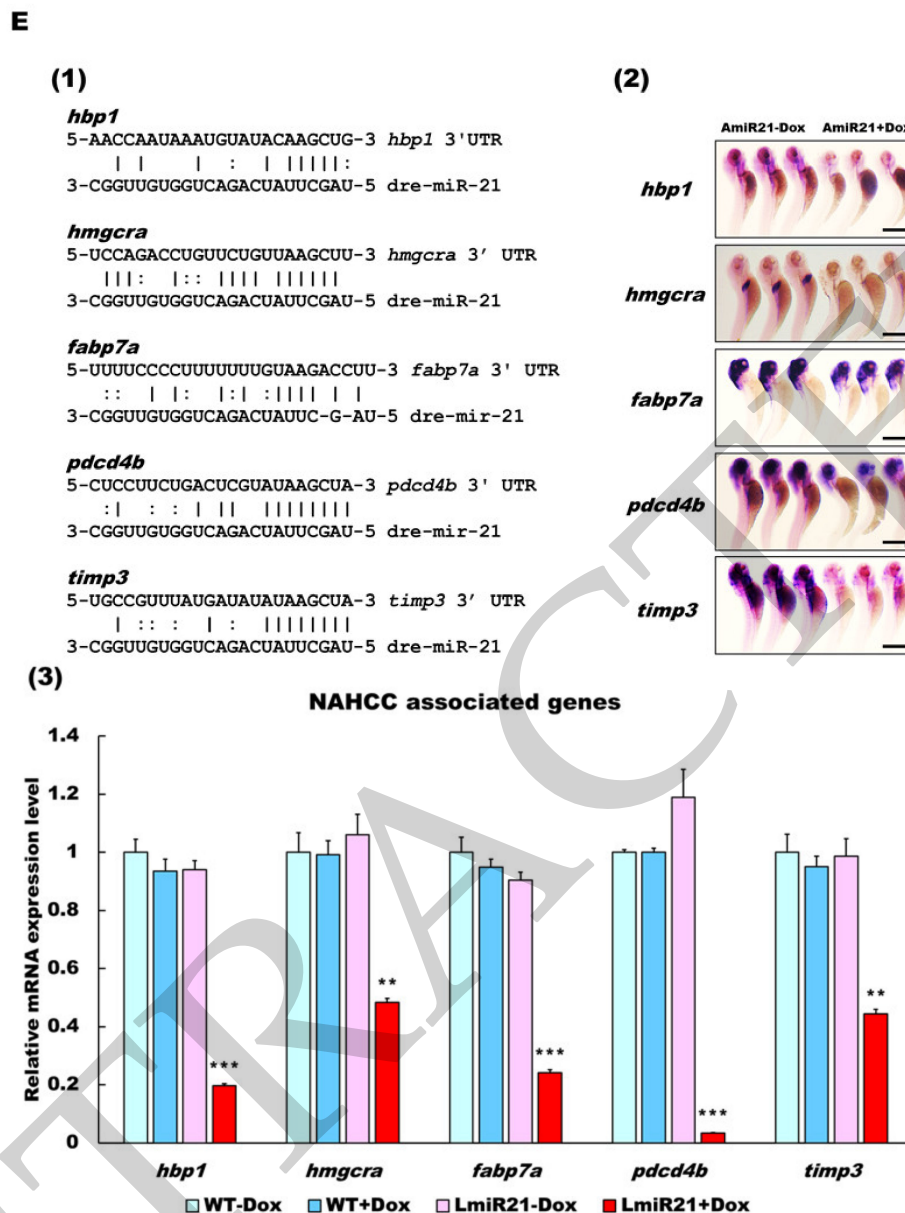 E
(1)
hbp1
5-AACCAAUAAAUGUAUACAAGCUG-3 hbp1 3'UTR
3-CGGUUGUGGUCAGACUAUUCGAU-5 dre-miR-21
hmgcra
5-UCCAGACCUGUUCUGUUAAGCUU-3 hmgcra 3' UTR
3-CGGUUGUGGUCAGACUAUUCGAU-5 dre-miR-21
fabp7a
5-UUUUCCCCUUUUUUUGUAAGACCUU-3 fabp7a 3' UTR
3-CGGUUGUGGUCAGACUAUUC-G-AU-5 dre-mir-21
pdcd4b
5-CUCCUUCUGACUCGUAUAAGCUA-3 pdcd4b 3' UTR
3-CGGUUGUGGUCAGACUAUUCGAU-5 dre-mir-21
timp3
5-UGCCGUUUAUGAUAUAUAAGCUA-3 timp3 3' UTR
3-CGGUUGUGGUCAGACUAUUCGAU-5 dre-miR-21
(2)
AmiR21-Dox AmiR21+Dox
hbp1
hmgcra
fabp7a
pdcd4b
timp3
(3)
NAHCC associated genes
Relative mRNA expression level
1.4
1.2
1
0.8
0.6
0.4
0.2
0
***
**
***
***
**
hbp1 hmgcra fabp7a pdcd4b timp3
WT-Dox WT+Dox LmiR21-Dox LmiR21+Dox